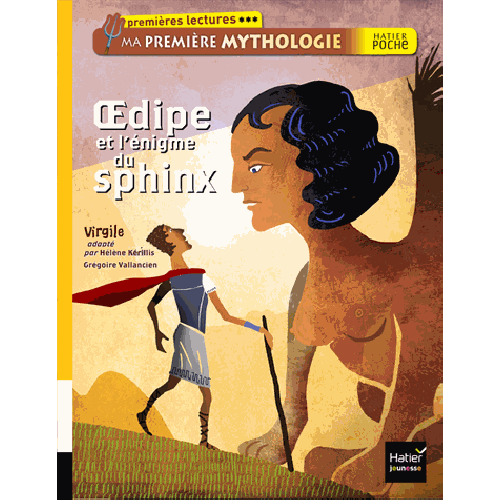 premières lectures
MA PREMIÈRE MYTHOLOGIE
HATIER
POCHE
Œdipe
et l'énigme
du
sphinx
Virgile
adapté
par Hélène Kérillis
Grégoire Vallancien
Hatier
jeunesse